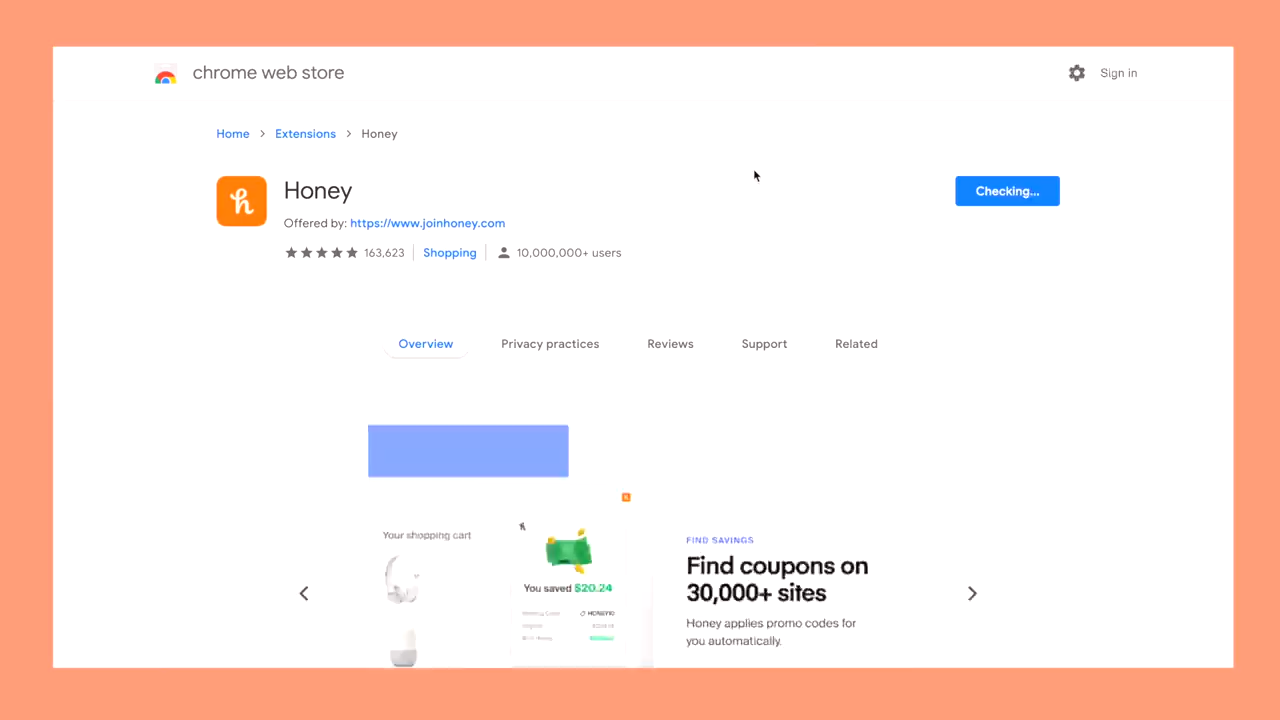 chrome web store
Sign in
Home > Extensions > Honey
Honey
Checking...
Offered by: https://www.joinhoney.com
163,623 Shopping 10,000,000+ users
Overview Privacy practices Reviews Support Related
Your shopping cart
You saved $20.24
HONEY10
FIND SAVINGS
Find coupons on
30,000+ sites
Honey applies promo codes for
you automatically.